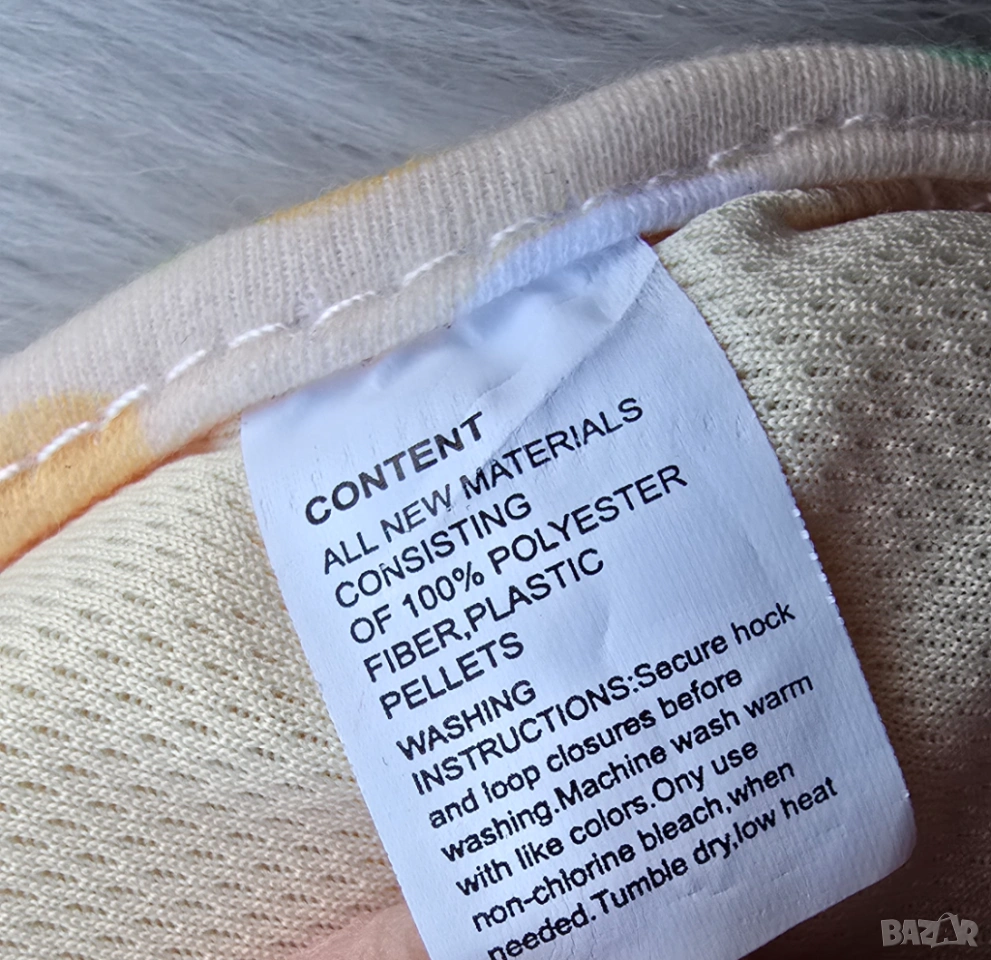 CONTENT
ALL NEW MATERIALS
CONSISTING
OF 100% POLYESTER
FIBER,PLASTIC
PELLETS
WASHING
INSTRUCTIONS:Secure hock
and loop closures before
washing.Machine wash warm
with like colors.Ony use
non-chlorine bleach,when
needed.Tumble dry,low heat
BAZAR